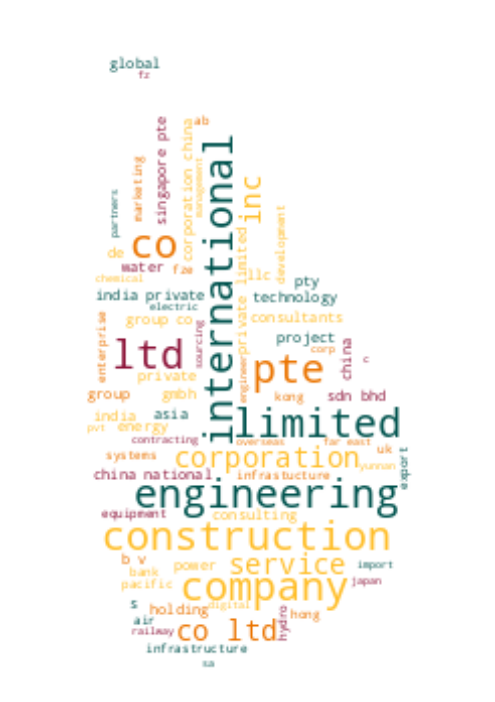 global
fz
ab
singapore pte
corporation china
international
marketing
management
inc
partners
development
co
de
limited
water
fze
llc
chemical
pty
india private
technology
electric
group co
consultants
enterprise
sourcing
private
project
corp
china
c
ltd
pte
engineer
private
gmbh
group
kong
sdn bhd
india
asia
limited
pvt
energy
contracting
overseas
far east
uk
systems
corporation
yunnan
export
china national
infrastucture
engineering
equipment
consulting
construction
b v
power
service
import
bank
pacific
company
japan
s
holding
digital
hydro
hong
air
railway
co ltd
infrastructure
sa